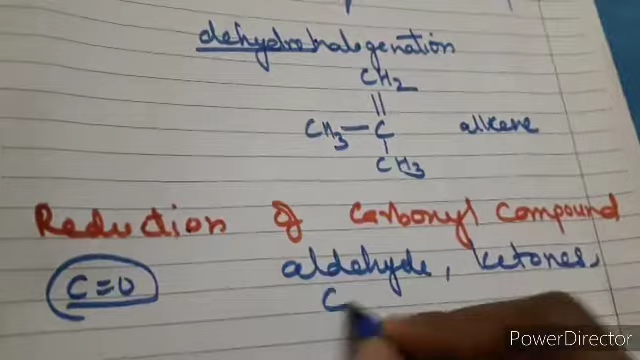 dehydrohalogenation
CH2
||
CH3—C alkene
|
CH3
Reduction of Carbonyl Compound
C=O aldehyde, ketones,
C
PowerDirector